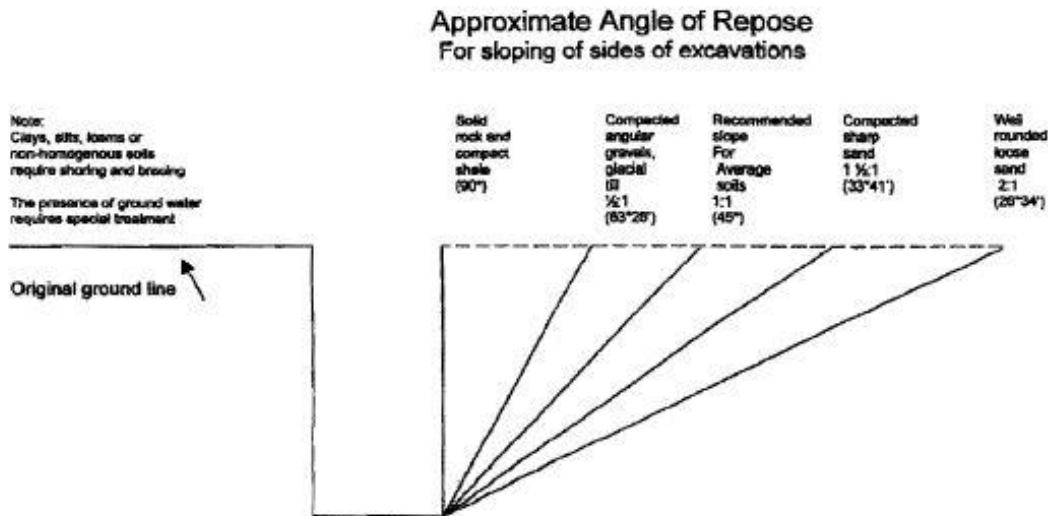 Approximate Angle of Repose
For sloping of sides of excavations
Note:
Clays, silts, loams or
non-homogenous soils
require shoring and bracing
The presence of ground water
requires special treatment
Original ground line
Solid
rock and
compact
shale
(90°)
Compacted
angular
gravels,
glacial
till
½:1
(63°26')
Recommended
slope
For
Average
soils
1:1
(45°)
Compacted
sharp
sand
1 ½:1
(33°41')
Well
rounded
loose
sand
2:1
(26°34')